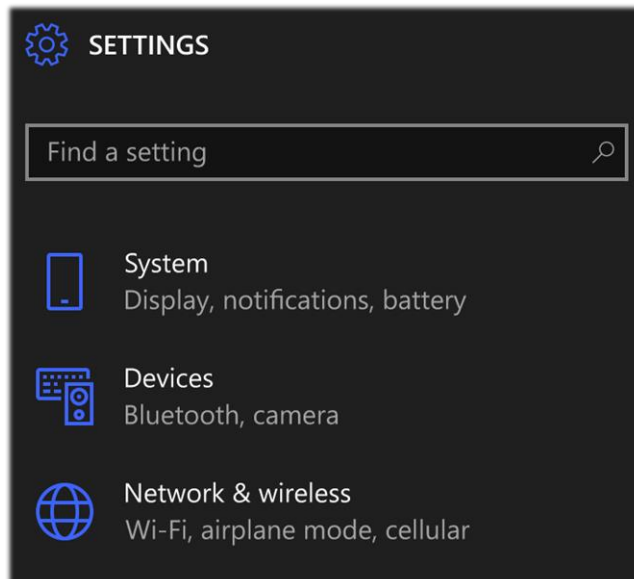 SETTINGS
Find a setting
System
Display, notifications, battery
Devices
Bluetooth, camera
Network & wireless
Wi-Fi, airplane mode, cellular